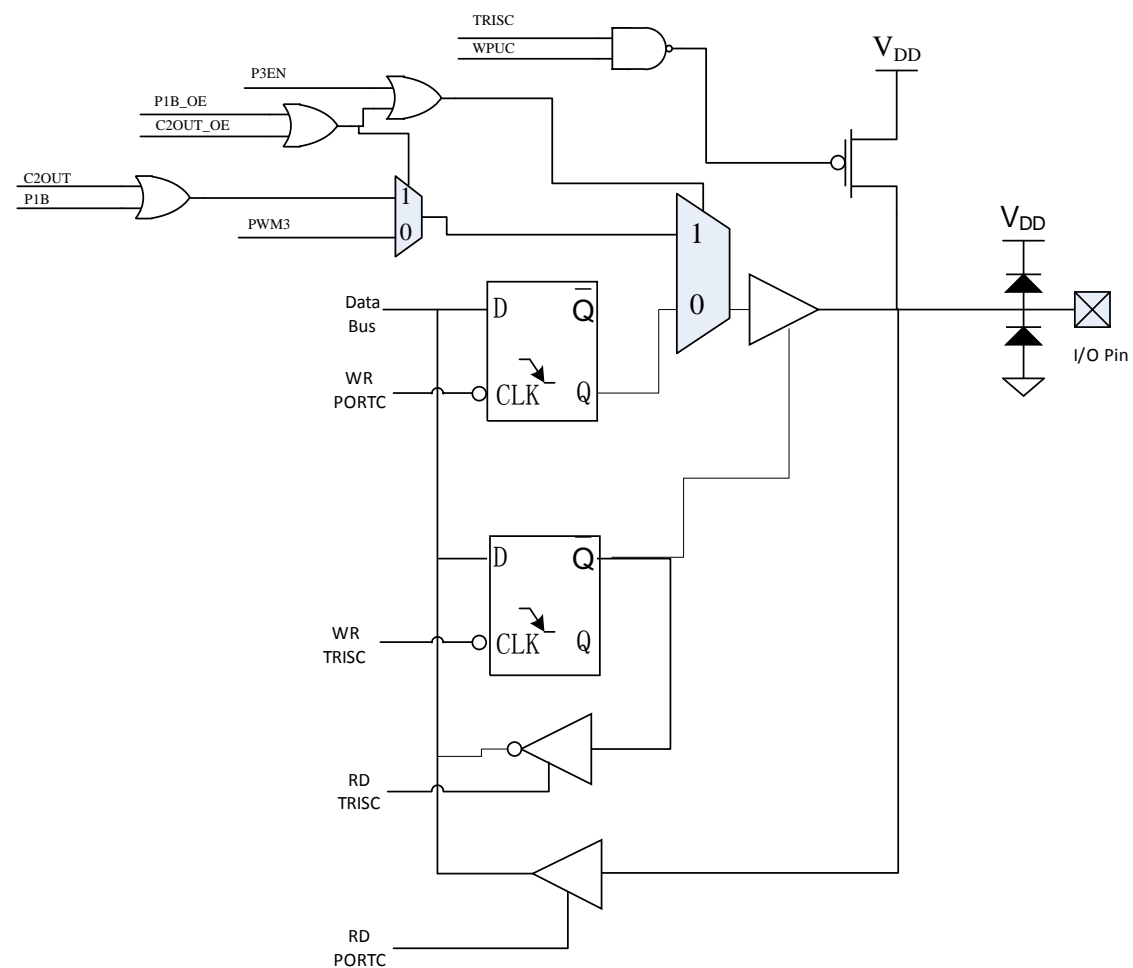 TRISC
WPUC
VDD
P3EN
P1B_OE
C2OUT_OE
C2OUT
P1B
1
0
PWM3
VDD
1
0
Data
Bus
D
Q
WR
PORTC
CLK
Q
I/O Pin
D
Q
WR
TRISC
CLK
Q
RD
TRISC
RD
PORTC